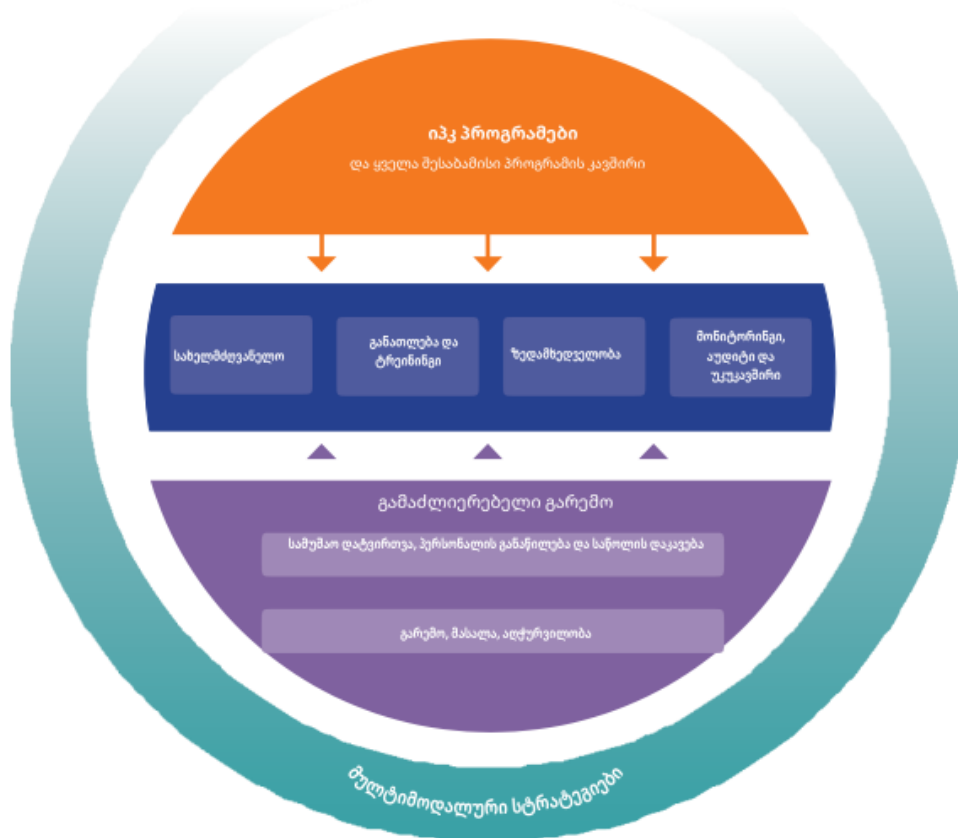 იპკ პროგრამები
და ყველა შესაბამისი პროგრამის კავშირი
სახელმძღვანელო
განათლება და
ტრეინინგი
ზედამხედველობა
მონიტორინგი,
აუდიტი და
უკუკავშირი
გამაძლიერებელი გარემო
სამუშაო დატვირთვა, პერსონალის განაწილება და საწოლის დაკავება
გარემო, მასალა, აღჭურვილობა
მულტიმოდალური სტრატეგიები